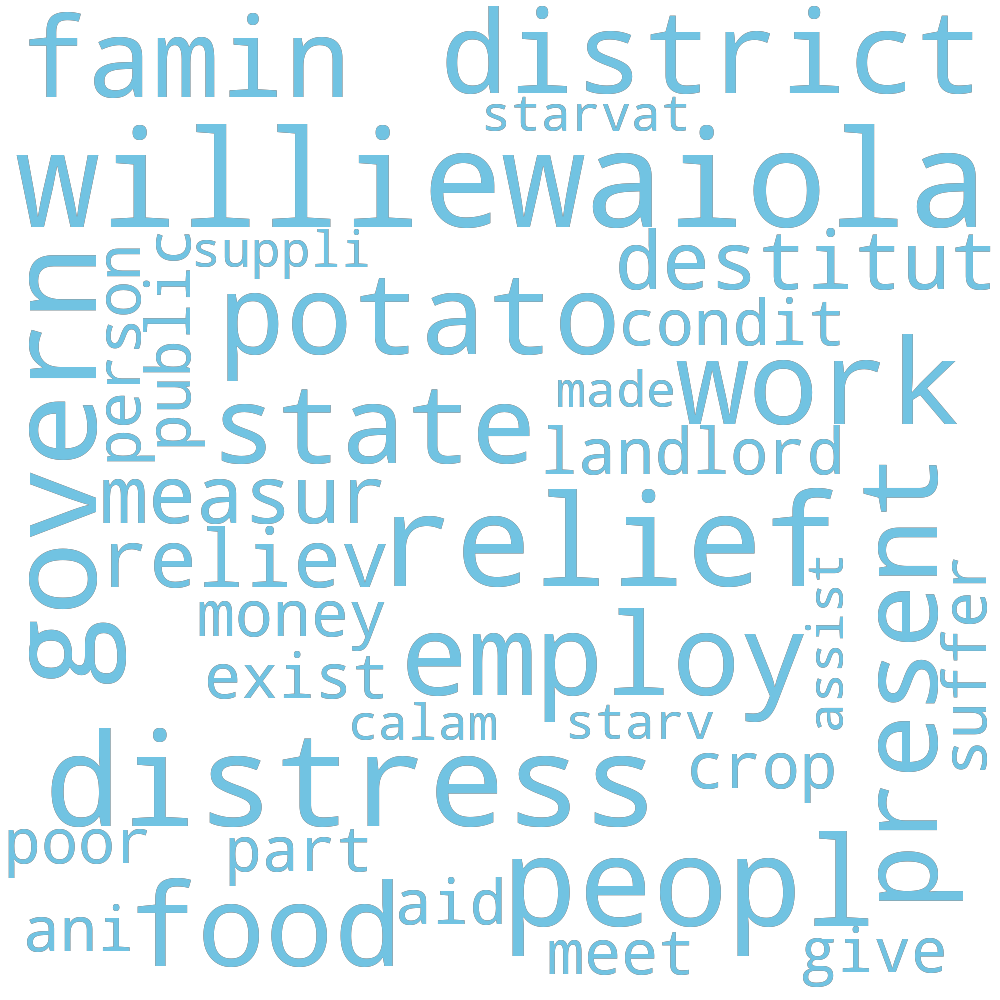 famin district
starvat
williewaiola
suppli destitut
govern person public
potato condit
made work
state landlord
measur relief
reliev present
money assist suffer
exist employ
calam starv
distress crop
poor part
ani food aid peopl
meet give